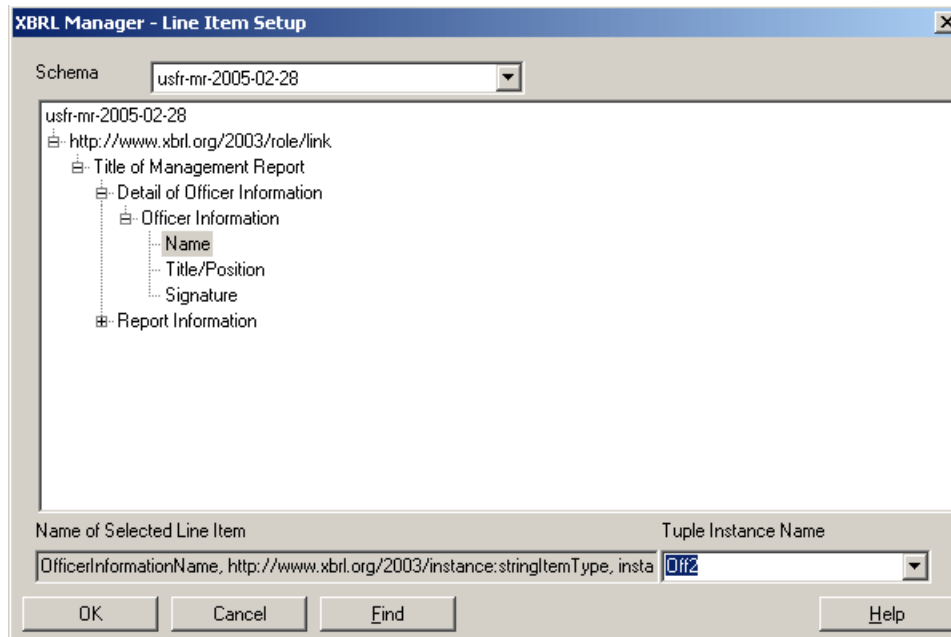 XBRL Manager - Line Item Setup
Schema
usfr-mr-2005-02-28
usfr-mr-2005-02-28
http://www.xbrl.org/2003/role/link
Title of Management Report
Detail of Officer Information
Officer Information
Name
Title/Position
Signature
Report Information
Name of Selected Line Item Tuple Instance Name
OfficerInformationName, http://www.xbrl.org/2003/instance:stringItemType, insta Off2
OK Cancel Find Help